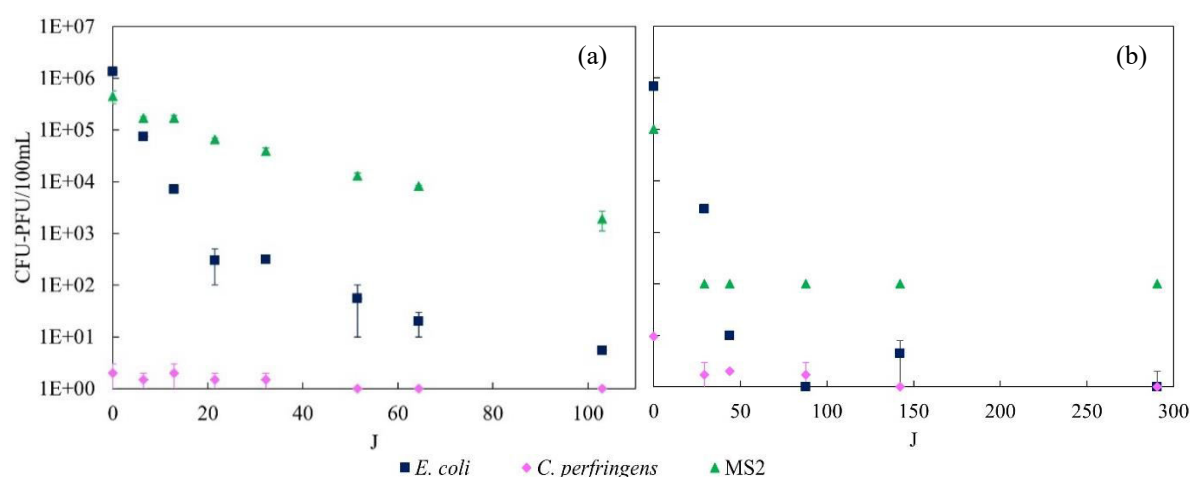 (a)
(b)
1E+07
1E+06
1E+05
1E+04
1E+03
1E+02
1E+01
1E+00
CFU-PFU/100mL
0 20 40 60 80 100
0 50 100 150 200 250 300
J
J
E. coli C. perfringens MS2